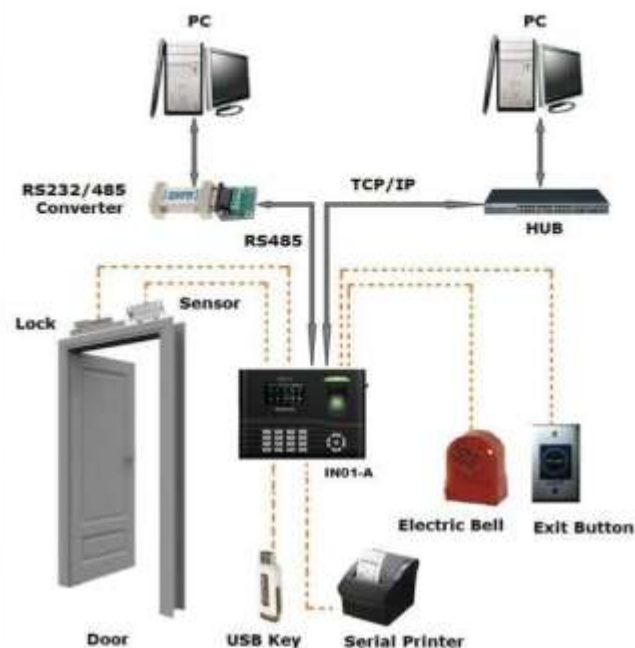 PC
PC
RS232/485
Converter
TCP/IP
RS485
HUB
Sensor
Lock
IN01-A
Electric Bell
Exit Button
Door
USB Key
Serial Printer